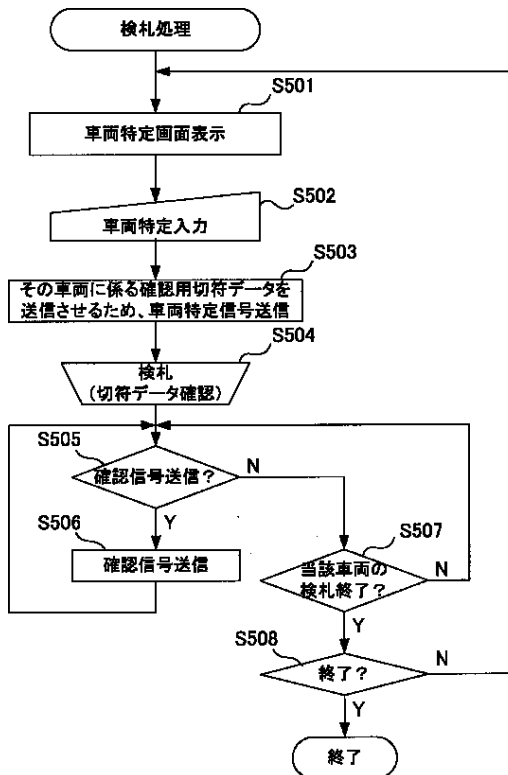 検札処理
S501
車両特定画面表示
S502
車両特定入力
S503
その車両に係る確認用切符データを
送信させるため、車両特定信号送信
S504
検札
(切符データ確認)
S505
確認信号送信?
N
Y
S506
確認信号送信
S507
当該車両の
検札終了?
N
Y
S508
終了?
N
Y
終了